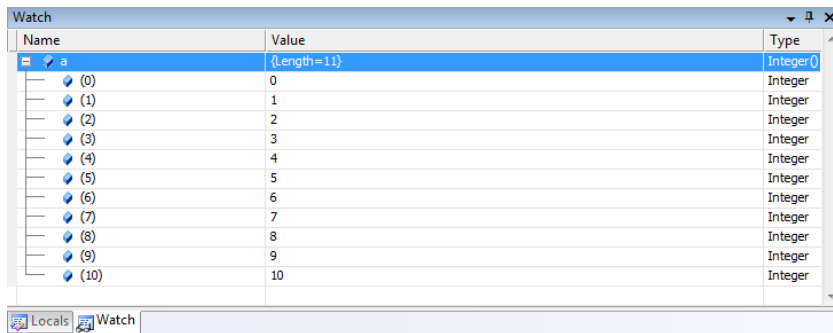 Watch
Name Value Type
a {Length=11} Integer()
(0) 0 Integer
(1) 1 Integer
(2) 2 Integer
(3) 3 Integer
(4) 4 Integer
(5) 5 Integer
(6) 6 Integer
(7) 7 Integer
(8) 8 Integer
(9) 9 Integer
(10) 10 Integer
Locals Watch